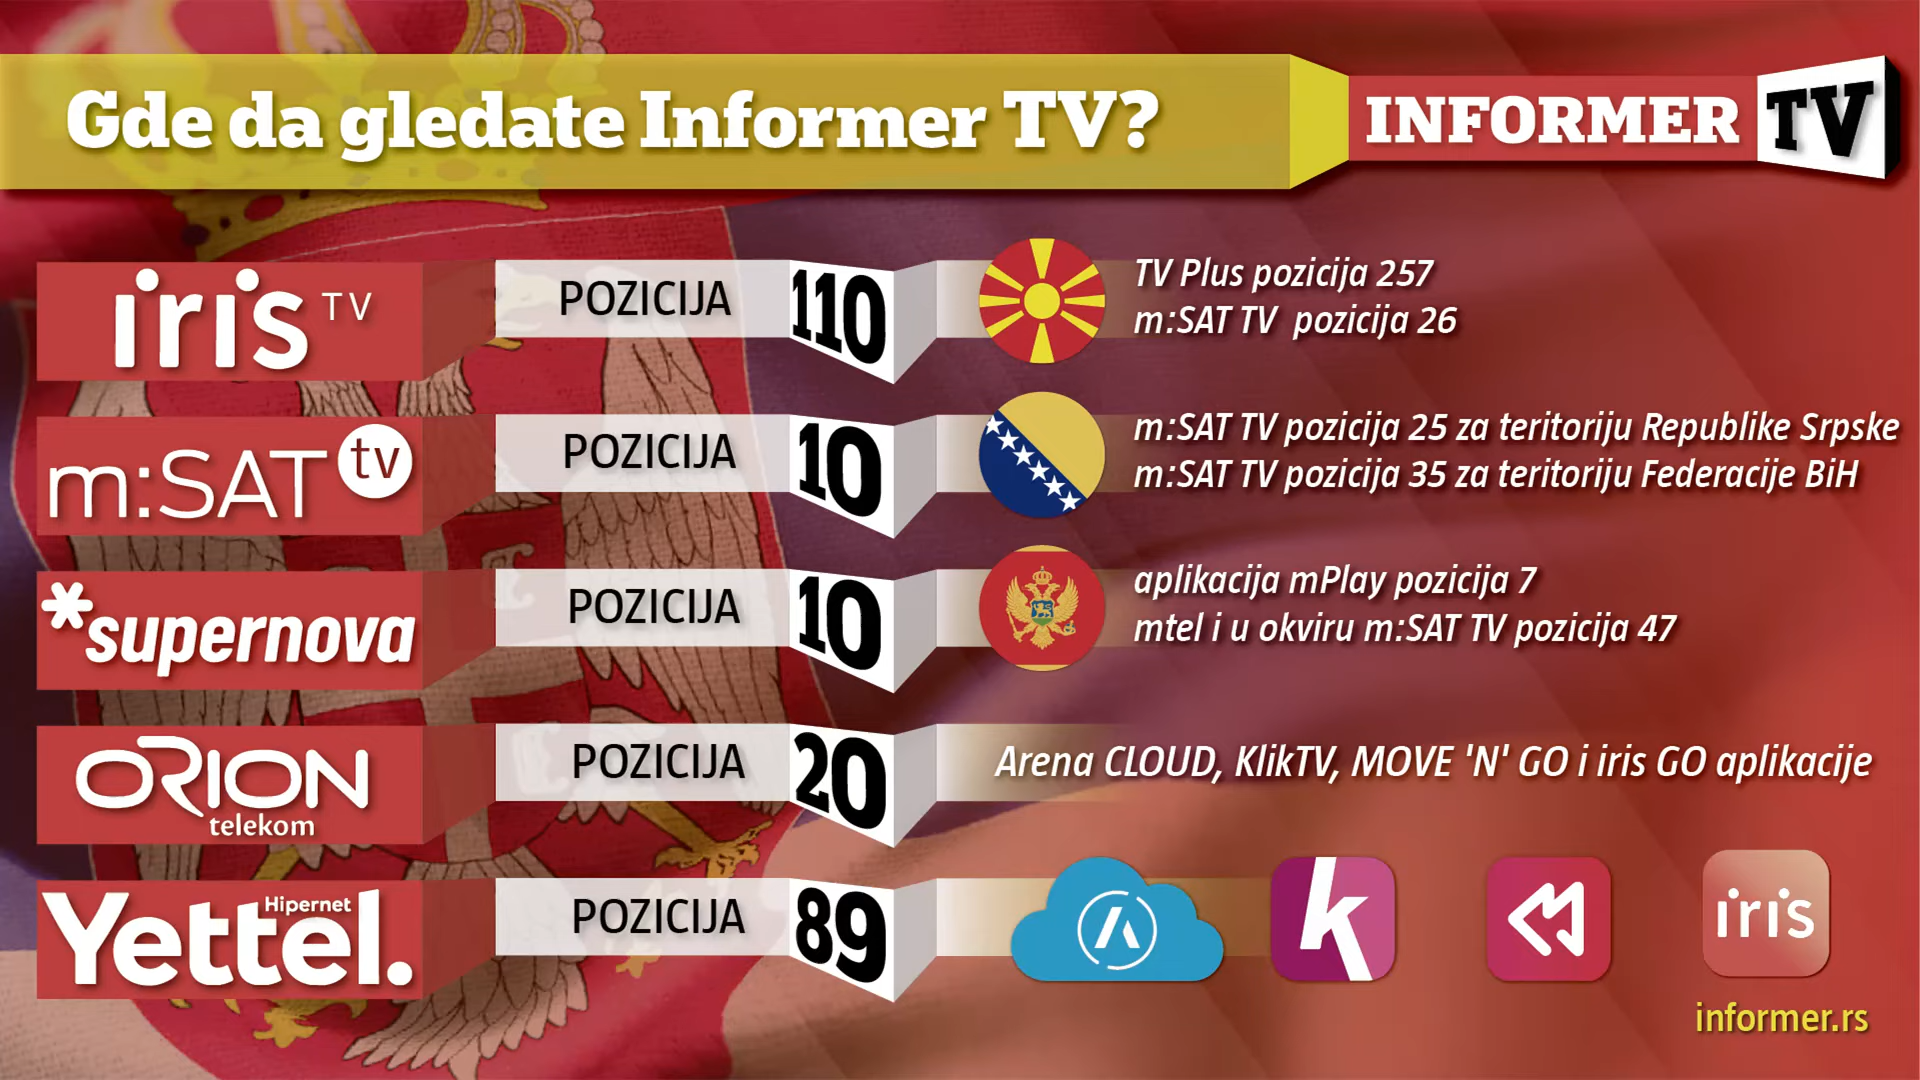 Gde da gledate Informer TV?
INFORMER TV
iris TV
POZICIJA 110
m:SAT tv
POZICIJA 10
*supernova
POZICIJA 10
ORION telekom
POZICIJA 20
Yettel. Hipernet
POZICIJA 89
TV Plus pozicija 257
m:SAT TV pozicija 26
m:SAT TV pozicija 25 za teritoriju Republike Srpske
m:SAT TV pozicija 35 za teritoriju Federacije BiH
aplikacija mPlay pozicija 7
mtel i u okviru m:SAT TV pozicija 47
Arena CLOUD, KlikTV, MOVE 'N' GO i iris GO aplikacije
k
iris
informer.rs